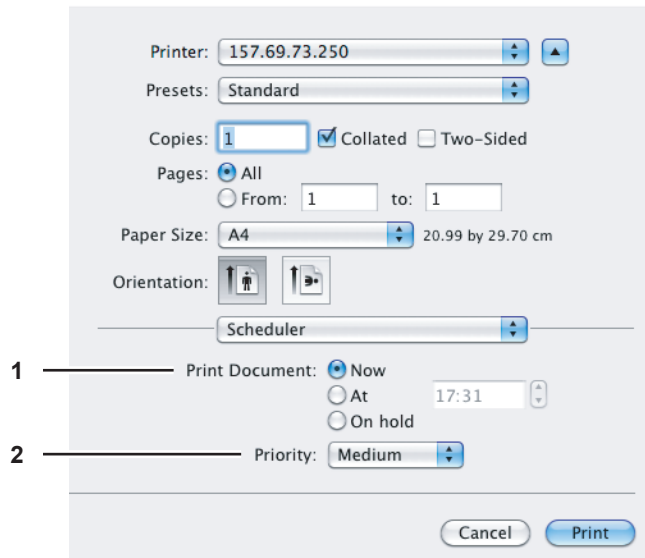 Printer: 157.69.73.250
Presets: Standard
Copies: 1 Collated Two-Sided
Pages: All
From: 1 to: 1
Paper Size: A4 20.99 by 29.70 cm
Orientation:
Scheduler
1 Print Document: Now
At 17:31
On hold
2 Priority: Medium
Cancel Print